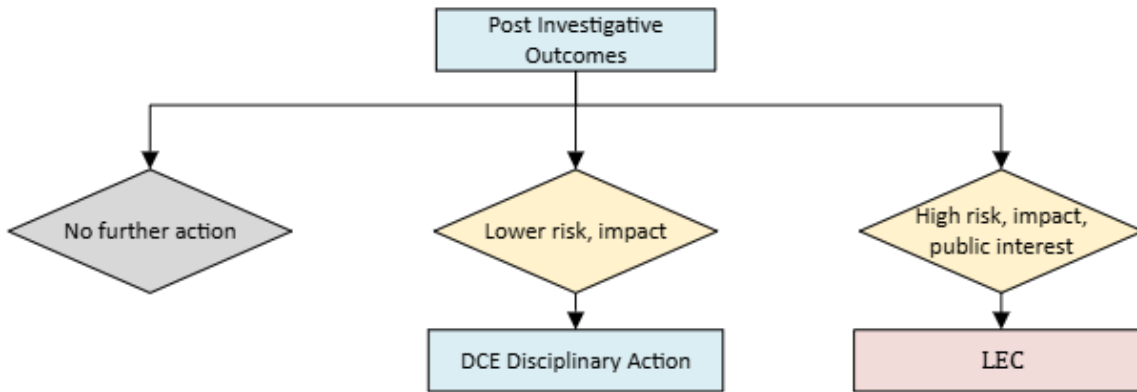 Post Investigative
Outcomes
No further action
Lower risk, impact
High risk, impact,
public interest
DCE Disciplinary Action
LEC